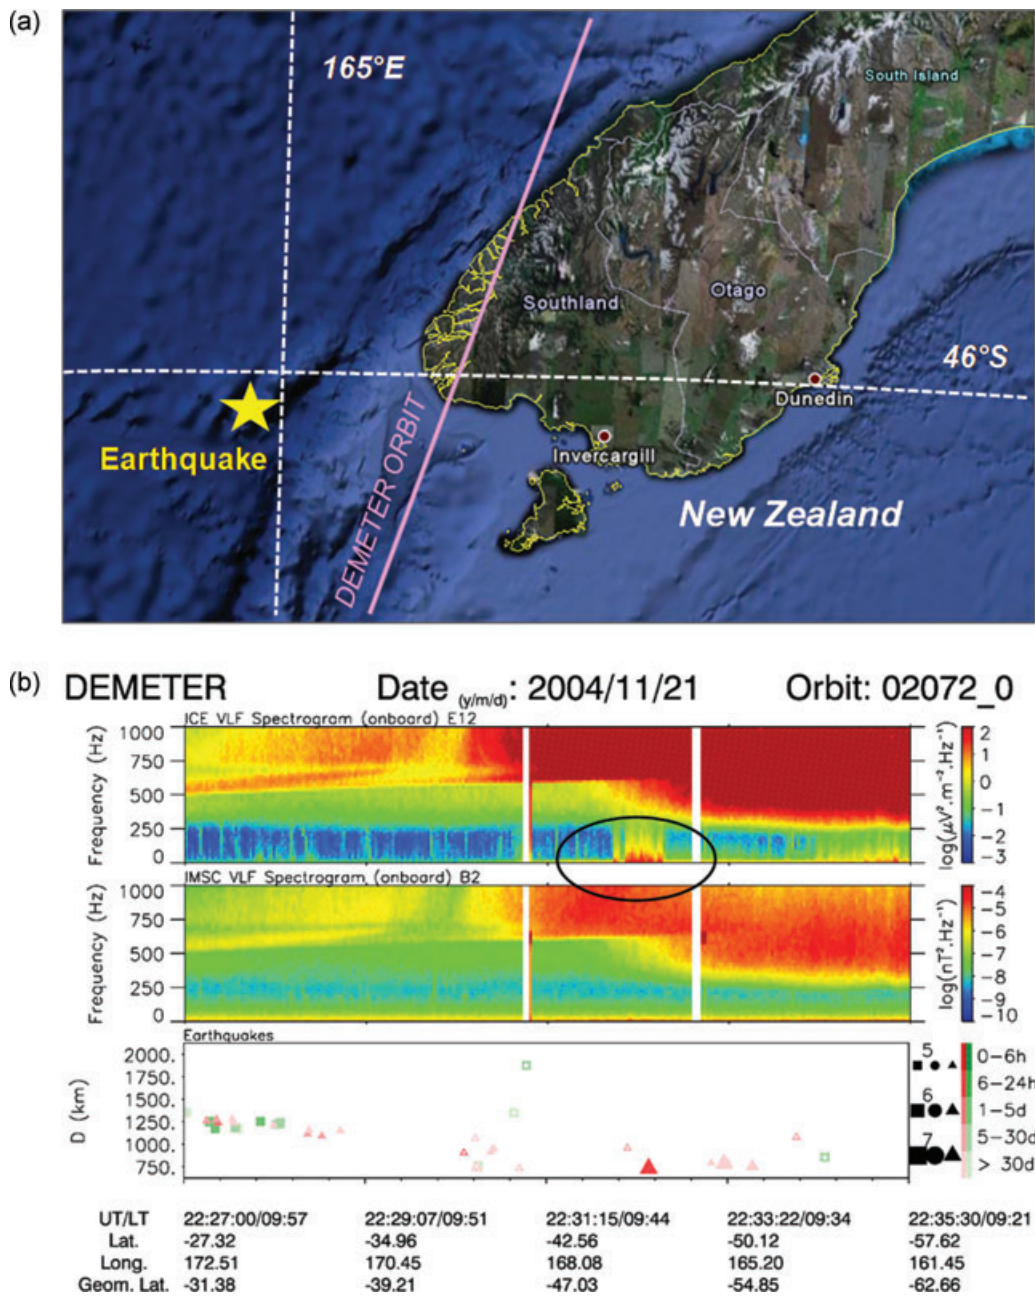 (a)
165°E
South Island
Southland
Otago
46°S
Dunedin
Earthquake
Invercargill
DEMETER ORBIT
New Zealand
(b)
DEMETER Date (y/m/d): 2004/11/21 Orbit: 02072_0
ICE VLF Spectrogram (onboard) E12
Frequency (Hz)
1000
750
500
250
0
2
1
0
−1
−2
−3
log(μV².m⁻².Hz⁻¹)
IMSC VLF Spectrogram (onboard) B2
Frequency (Hz)
1000
750
500
250
0
−4
−5
−6
−7
−8
−9
−10
log(nT².Hz⁻¹)
Earthquakes
D (km)
2000.
1750.
1500.
1250.
1000.
750.
5
6
7
0−6h
6−24h
1−5d
5−30d
> 30d
UT/LT 22:27:00/09:57 22:29:07/09:51 22:31:15/09:44 22:33:22/09:34 22:35:30/09:21
Lat. -27.32 -34.96 -42.56 -50.12 -57.62
Long. 172.51 170.45 168.08 165.20 161.45
Geom. Lat. -31.38 -39.21 -47.03 -54.85 -62.66